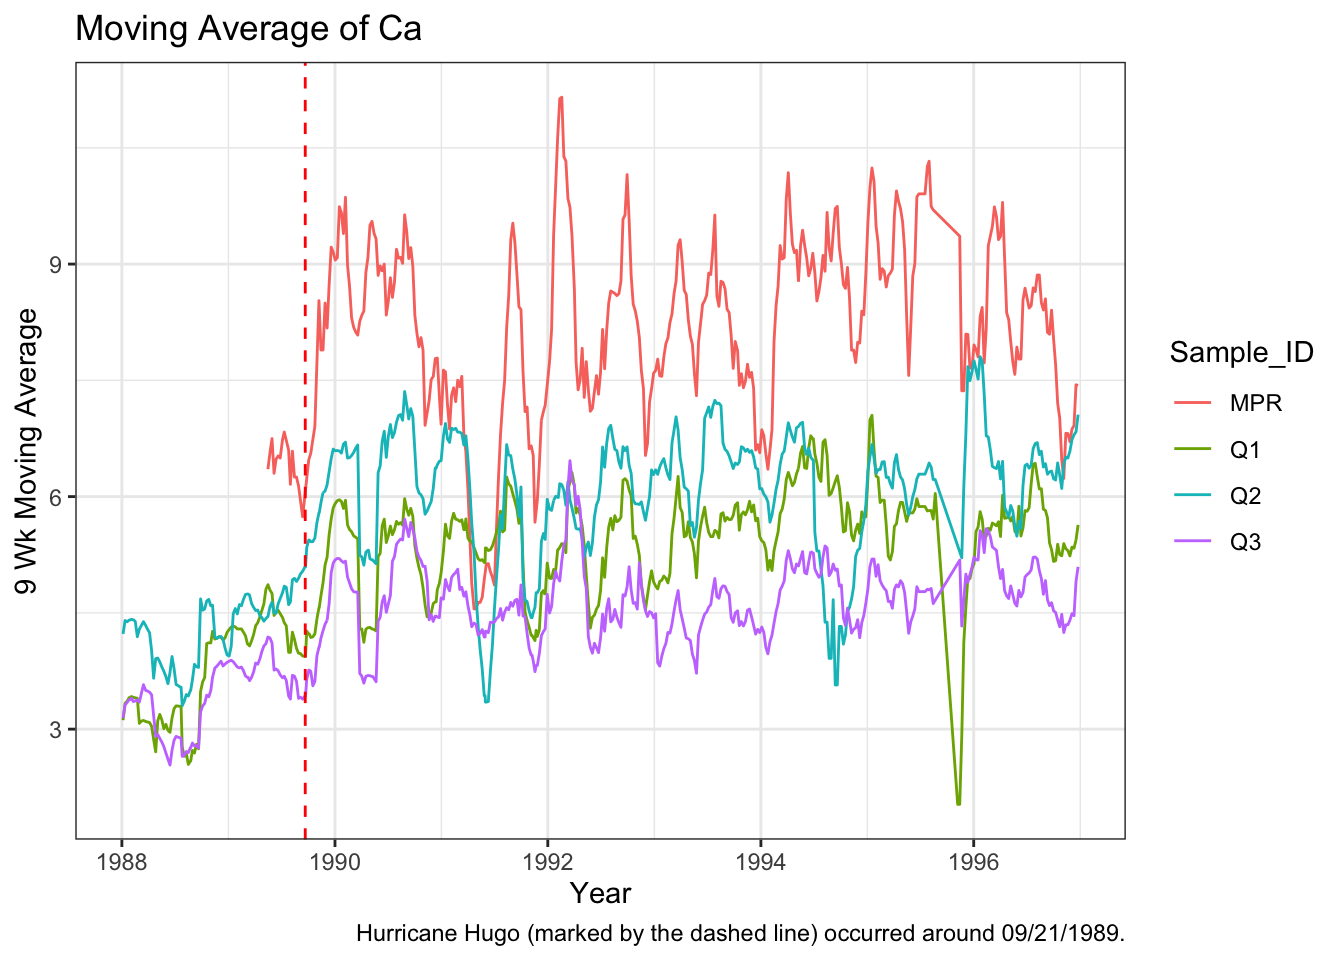 Moving Average of Ca
9 Wk Moving Average
9
6
3
1988 1990 1992 1994 1996
Year
Sample_ID
MPR
Q1
Q2
Q3
Hurricane Hugo (marked by the dashed line) occurred around 09/21/1989.